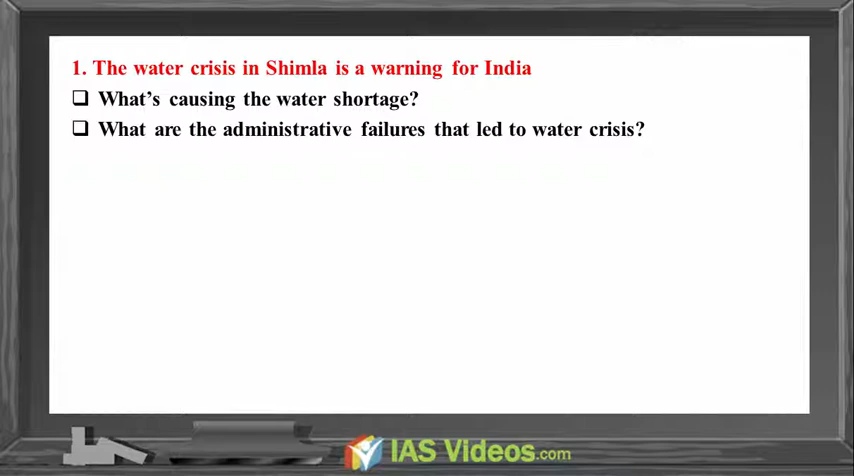 1. The water crisis in Shimla is a warning for India
❑ What’s causing the water shortage?
❑ What are the administrative failures that led to water crisis?
IAS Videos.com